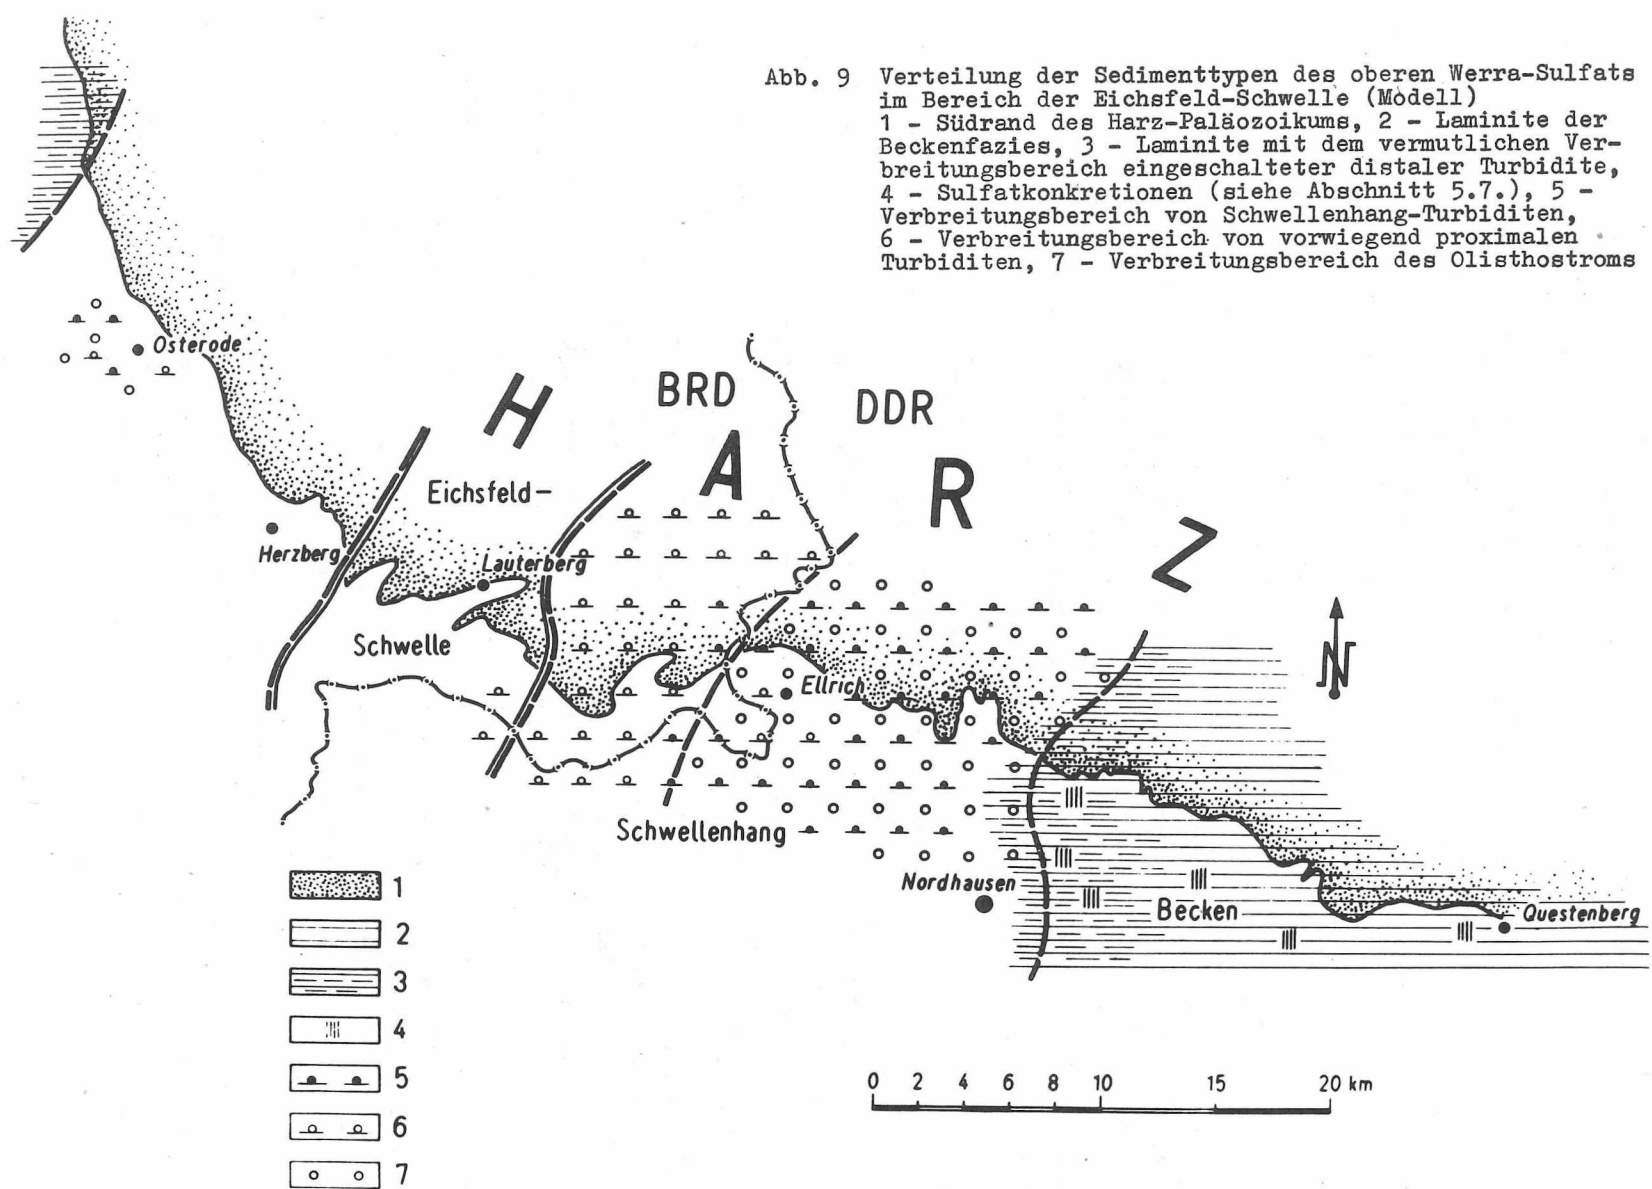 Abb. 9 Verteilung der Sedimenttypen des oberen Werra-Sulfats
im Bereich der Eichsfeld-Schwelle (Modell)
1 - Südrand des Harz-Paläozoikums, 2 - Laminite der
Beckenfazies, 3 - Laminite mit dem vermutlichen Ver-
breitungsbereich eingeschalteter distaler Turbidite,
4 - Sulfatkonkretionen (siehe Abschnitt 5.7.), 5 -
Verbreitungsbereich von Schwellenhang-Turbiditen,
6 - Verbreitungsbereich von vorwiegend proximalen
Turbiditen, 7 - Verbreitungsbereich des Olisthostroms
Osterode
H A R Z
BRD
DDR
Eichsfeld-
Herzberg
Lauterberg
Schwelle
Ellrich
Schwellenhang
Nordhausen
Becken
Questenberg
N
1
2
3
4
5
6
7
0 2 4 6 8 10 15 20 km